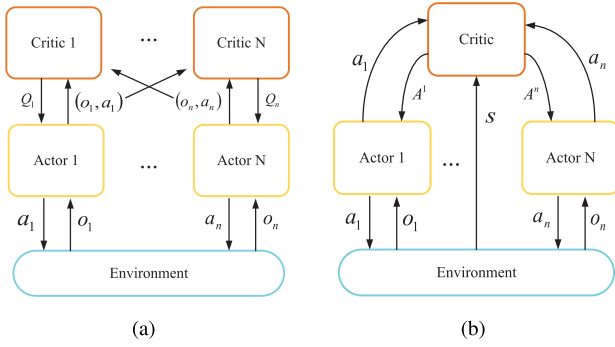 Critic 1
...
Critic N
Q₁
(o₁, a₁)
(oₙ, aₙ)
Qₙ
Actor 1
...
Actor N
a₁
o₁
aₙ
oₙ
Environment
(a)
Critic
a₁
aₙ
A¹
Aⁿ
s
Actor 1
...
Actor N
a₁
o₁
aₙ
oₙ
Environment
(b)